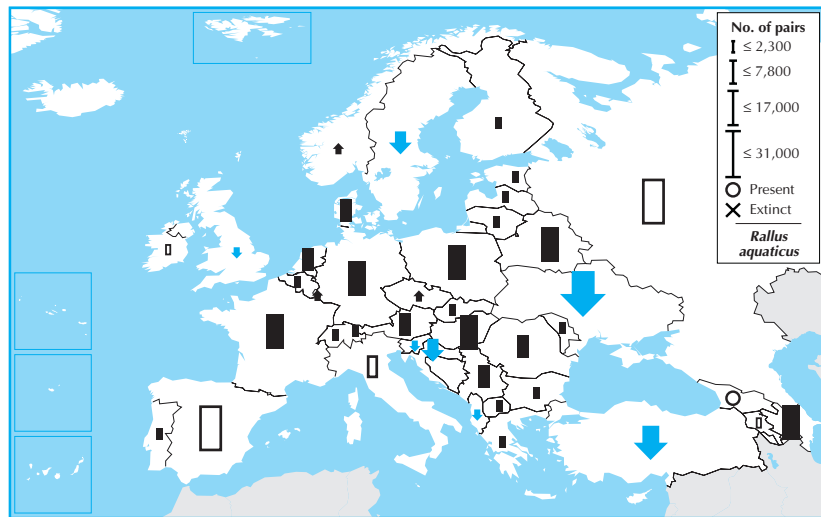 No. of pairs
≤ 2,300
≤ 7,800
≤ 17,000
≤ 31,000
Present
Extinct
Rallus
aquaticus